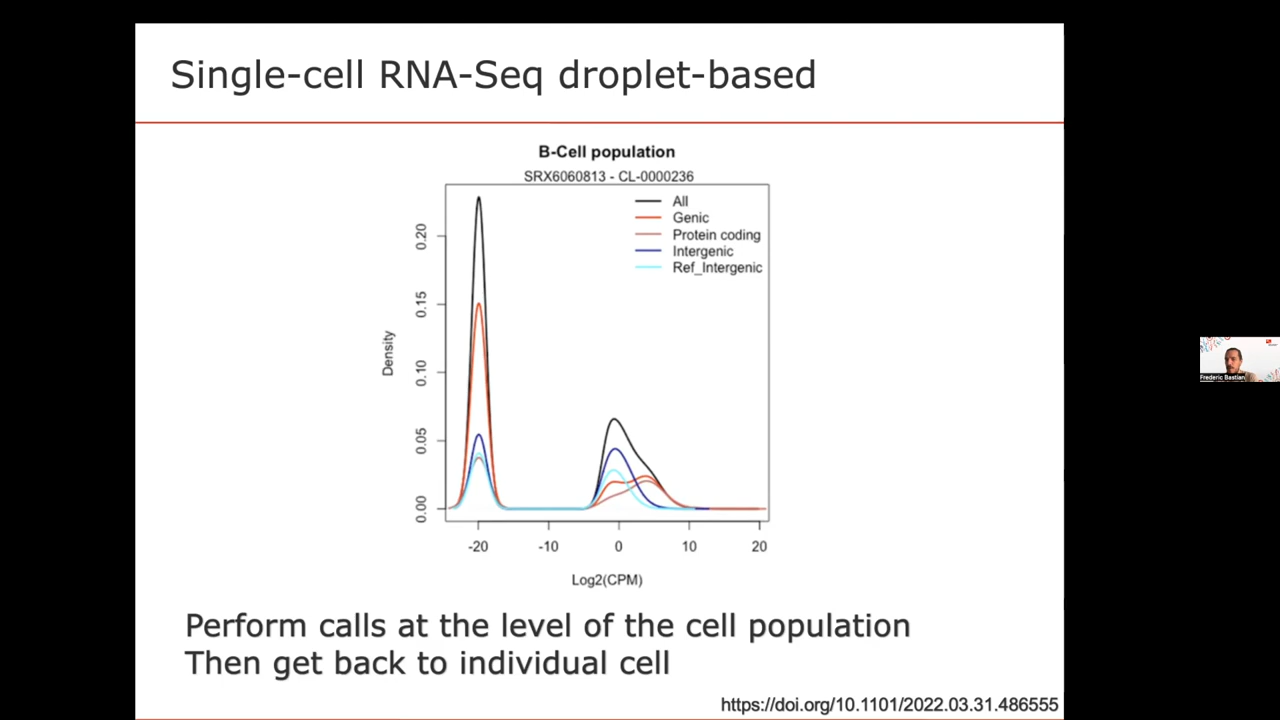 Single-cell RNA-Seq droplet-based
B-Cell population
SRX6060813 - CL-0000236
All
Genic
Protein coding
Intergenic
Ref_Intergenic
Density
0.20
0.15
0.10
0.05
0.00
-20 -10 0 10 20
Log2(CPM)
Perform calls at the level of the cell population
Then get back to individual cell
https://doi.org/10.1101/2022.03.31.486555
Frederic Bastian